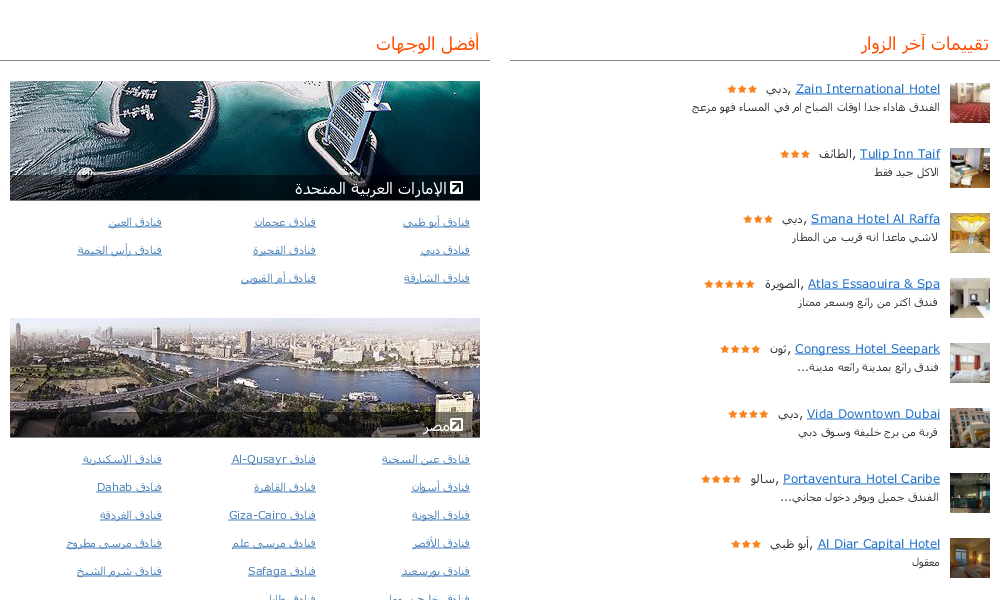 تقييمات آخر الزوار
Zain International Hotel, دبي
الفندق هاداء جدا اوقات الصباح ام في المساء فهو مزعج
Tulip Inn Taif, الطائف
الاكل جيد فقط
Smana Hotel Al Raffa, دبي
لاشي ماعدا انه قريب من المطار
Atlas Essaouira & Spa, الصويرة
فندق اكثر من رائع وبسعر ممتاز
Congress Hotel Seepark, ثون
فندق رائع بمدينة رائعه مدينة...
Vida Downtown Dubai, دبي
قربة من برج خليفة وسوق دبي
Portaventura Hotel Caribe, سالو
الفندق جميل ويوفر دخول مجاني...
Al Diar Capital Hotel, أبو ظبي
معقول
أفضل الوجهات
الإمارات العربية المتحدة
فنادق أبو ظبي فنادق عجمان فنادق العين
فنادق دبي فنادق الفجيرة فنادق رأس الخيمة
فنادق الشارقة فنادق أم القيوين
مصر
فنادق عين السخنة فنادق Al-Qusayr فنادق الاسكندرية
فنادق أسوان فنادق القاهرة فنادق Dahab
فنادق الجونة فنادق Giza-Cairo فنادق الغردقة
فنادق الأقصر فنادق مرسى علم فنادق مرسى مطروح
فنادق بورسعيد فنادق Safaga فنادق شرم الشيخ
فنادق فنادق طابا